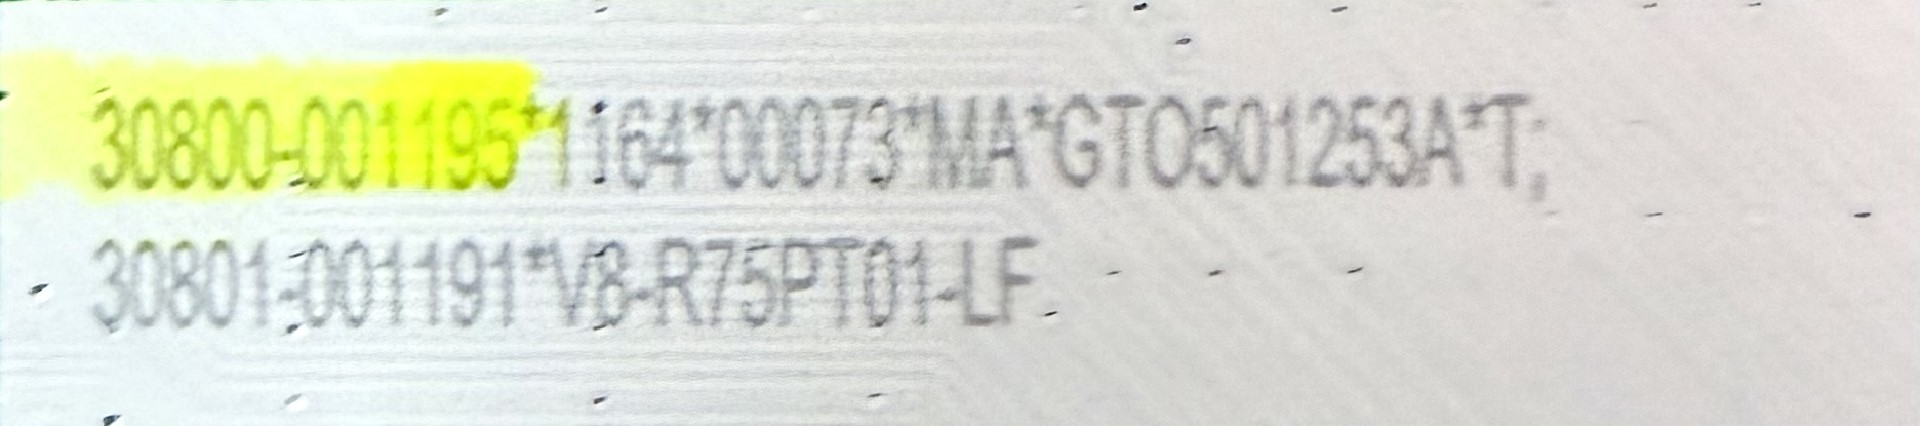 30800-001195*1164*00073*MA*GTO501253A*T;
30801-001191*V8-R75PT01-LF